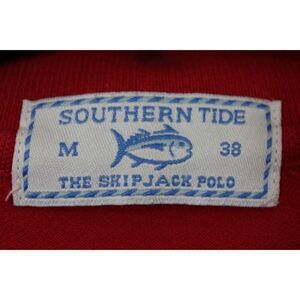 SOUTHERN TIDE
M 38
THE SKIPJACK POLO